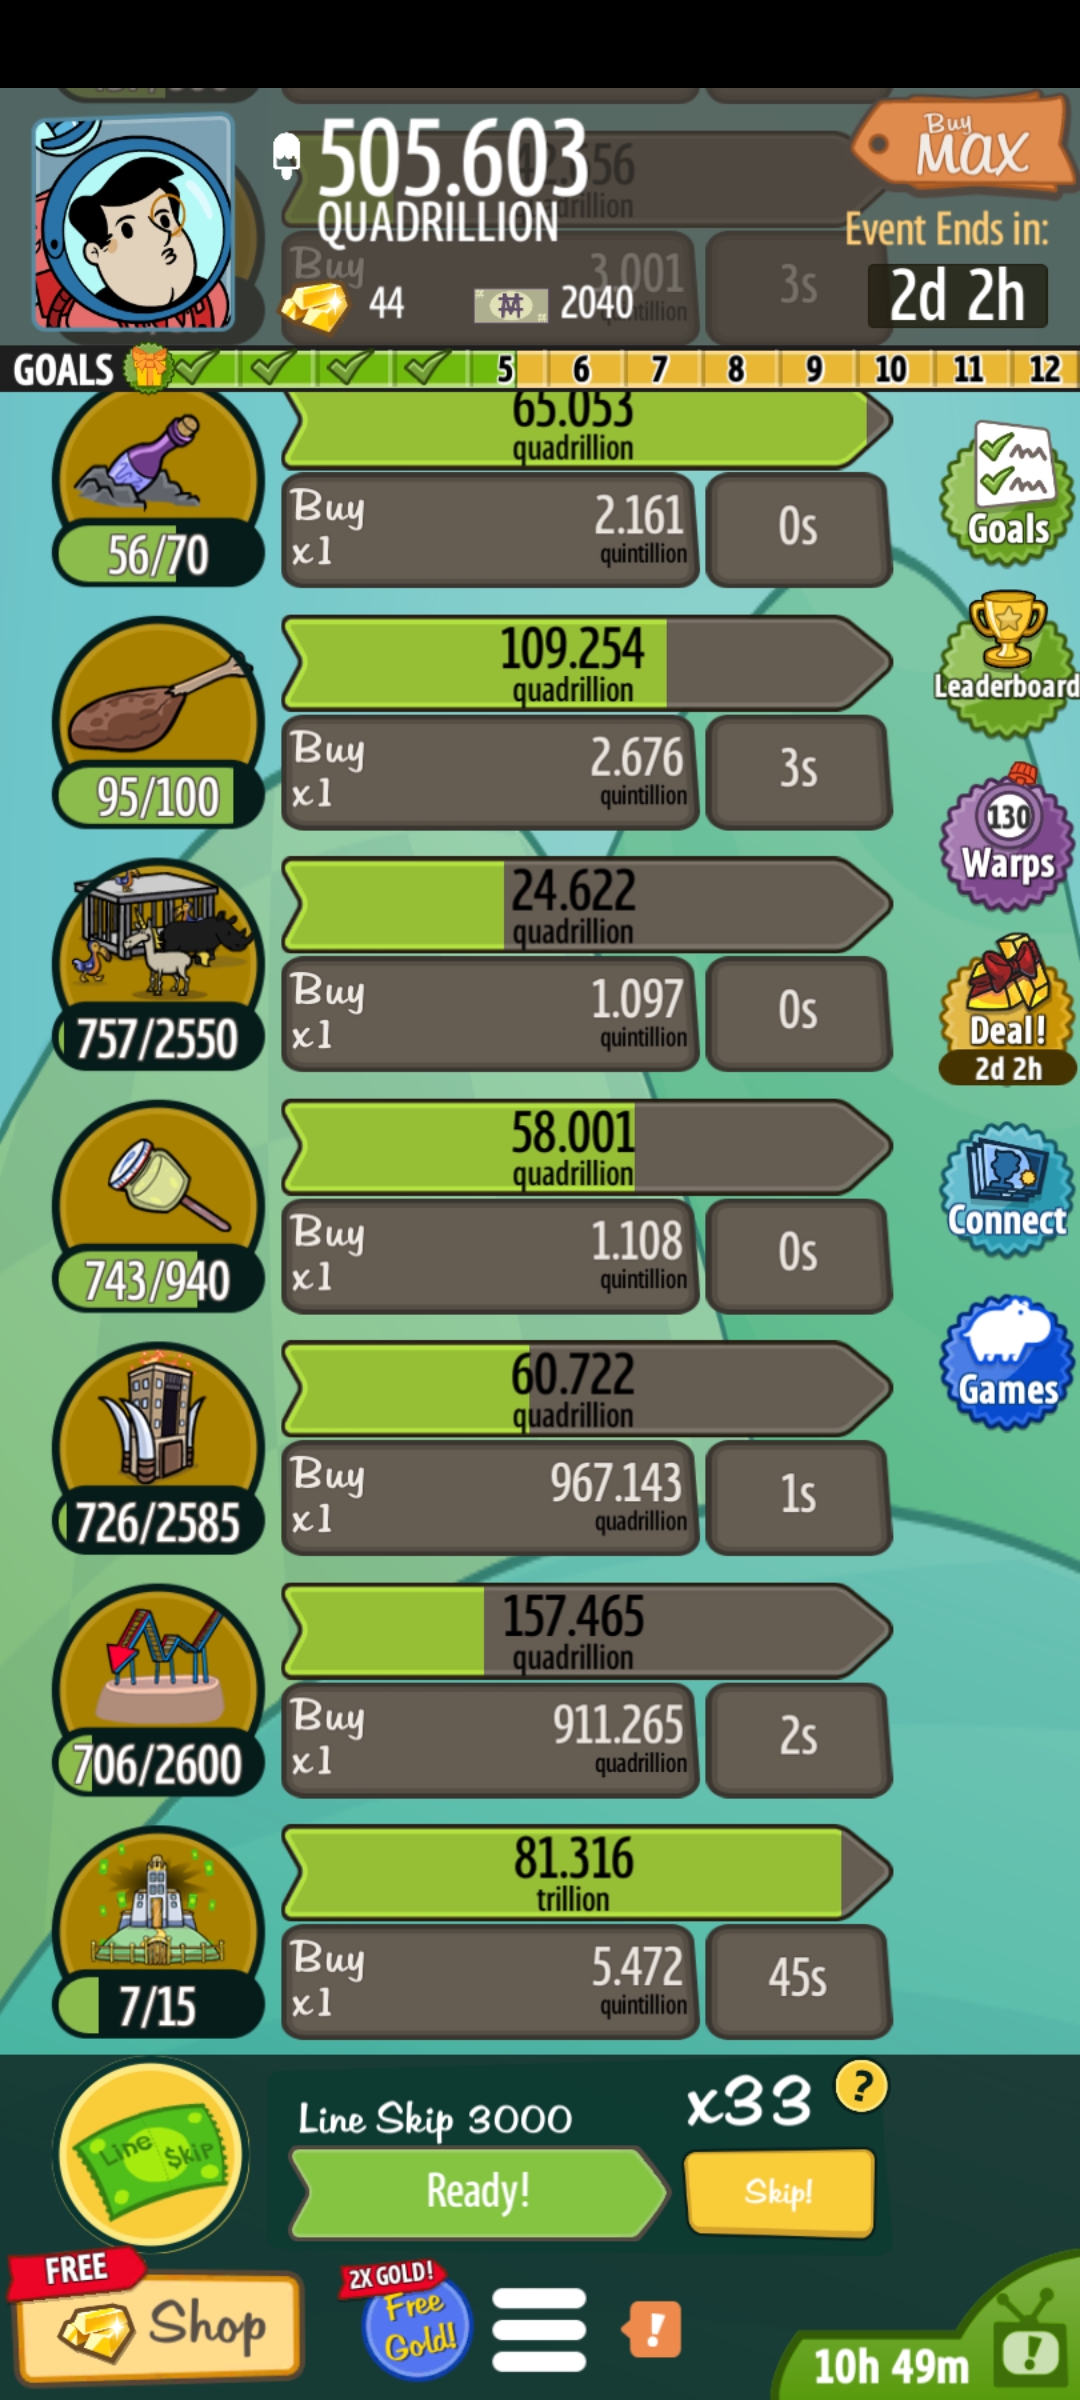 505.603
QUADRILLION
Buy
MAX
Event Ends in:
2d 2h
44
2040
Buy
3.001
3s
GOALS
5 6 7 8 9 10 11 12
65.053
quadrillion
56/70
Buy
x1
2.161
quintillion
0s
Goals
Leaderboard
109.254
quadrillion
95/100
Buy
x1
2.676
quintillion
3s
130
Warps
24.622
quadrillion
757/2550
Buy
x1
1.097
quintillion
0s
Deal!
2d 2h
58.001
quadrillion
743/940
Buy
x1
1.108
quintillion
0s
Connect
60.722
quadrillion
726/2585
Buy
x1
967.143
quadrillion
1s
Games
157.465
quadrillion
706/2600
Buy
x1
911.265
quadrillion
2s
81.316
trillion
7/15
Buy
x1
5.472
quintillion
45s
Line $kip
Line Skip 3000
x33
?
Ready!
Skip!
FREE
Shop
2X GOLD!
Free
Gold!
!
10h 49m
!